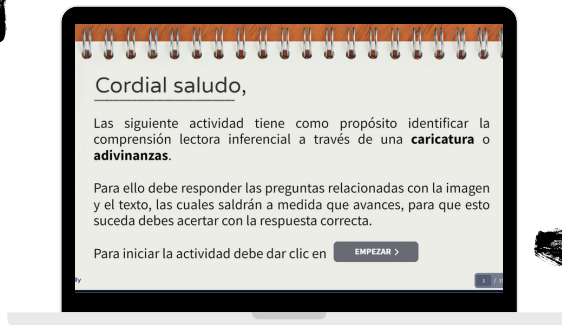 Cordial saludo,
Las siguiente actividad tiene como propósito identificar la
comprensión lectora inferencial a través de una caricatura o
adivinanzas.
Para ello debe responder las preguntas relacionadas con la imagen
y el texto, las cuales saldrán a medida que avances, para que esto
suceda debes acertar con la respuesta correcta.
Para iniciar la actividad debe dar clic en EMPEZAR >
1